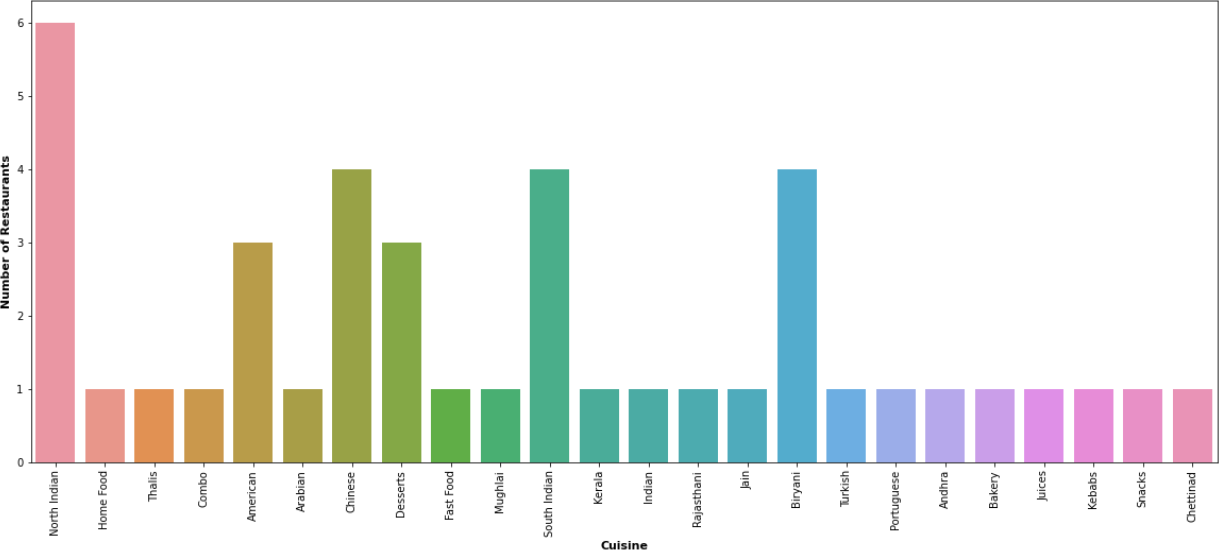 Number of Restaurants
6
5
4
3
2
1
0
North Indian
Home Food
Thalis
Combo
American
Arabian
Chinese
Desserts
Fast Food
Mughlai
South Indian
Kerala
Indian
Rajasthani
Jain
Biryani
Turkish
Portuguese
Andhra
Bakery
Juices
Kebabs
Snacks
Chettinad
Cuisine